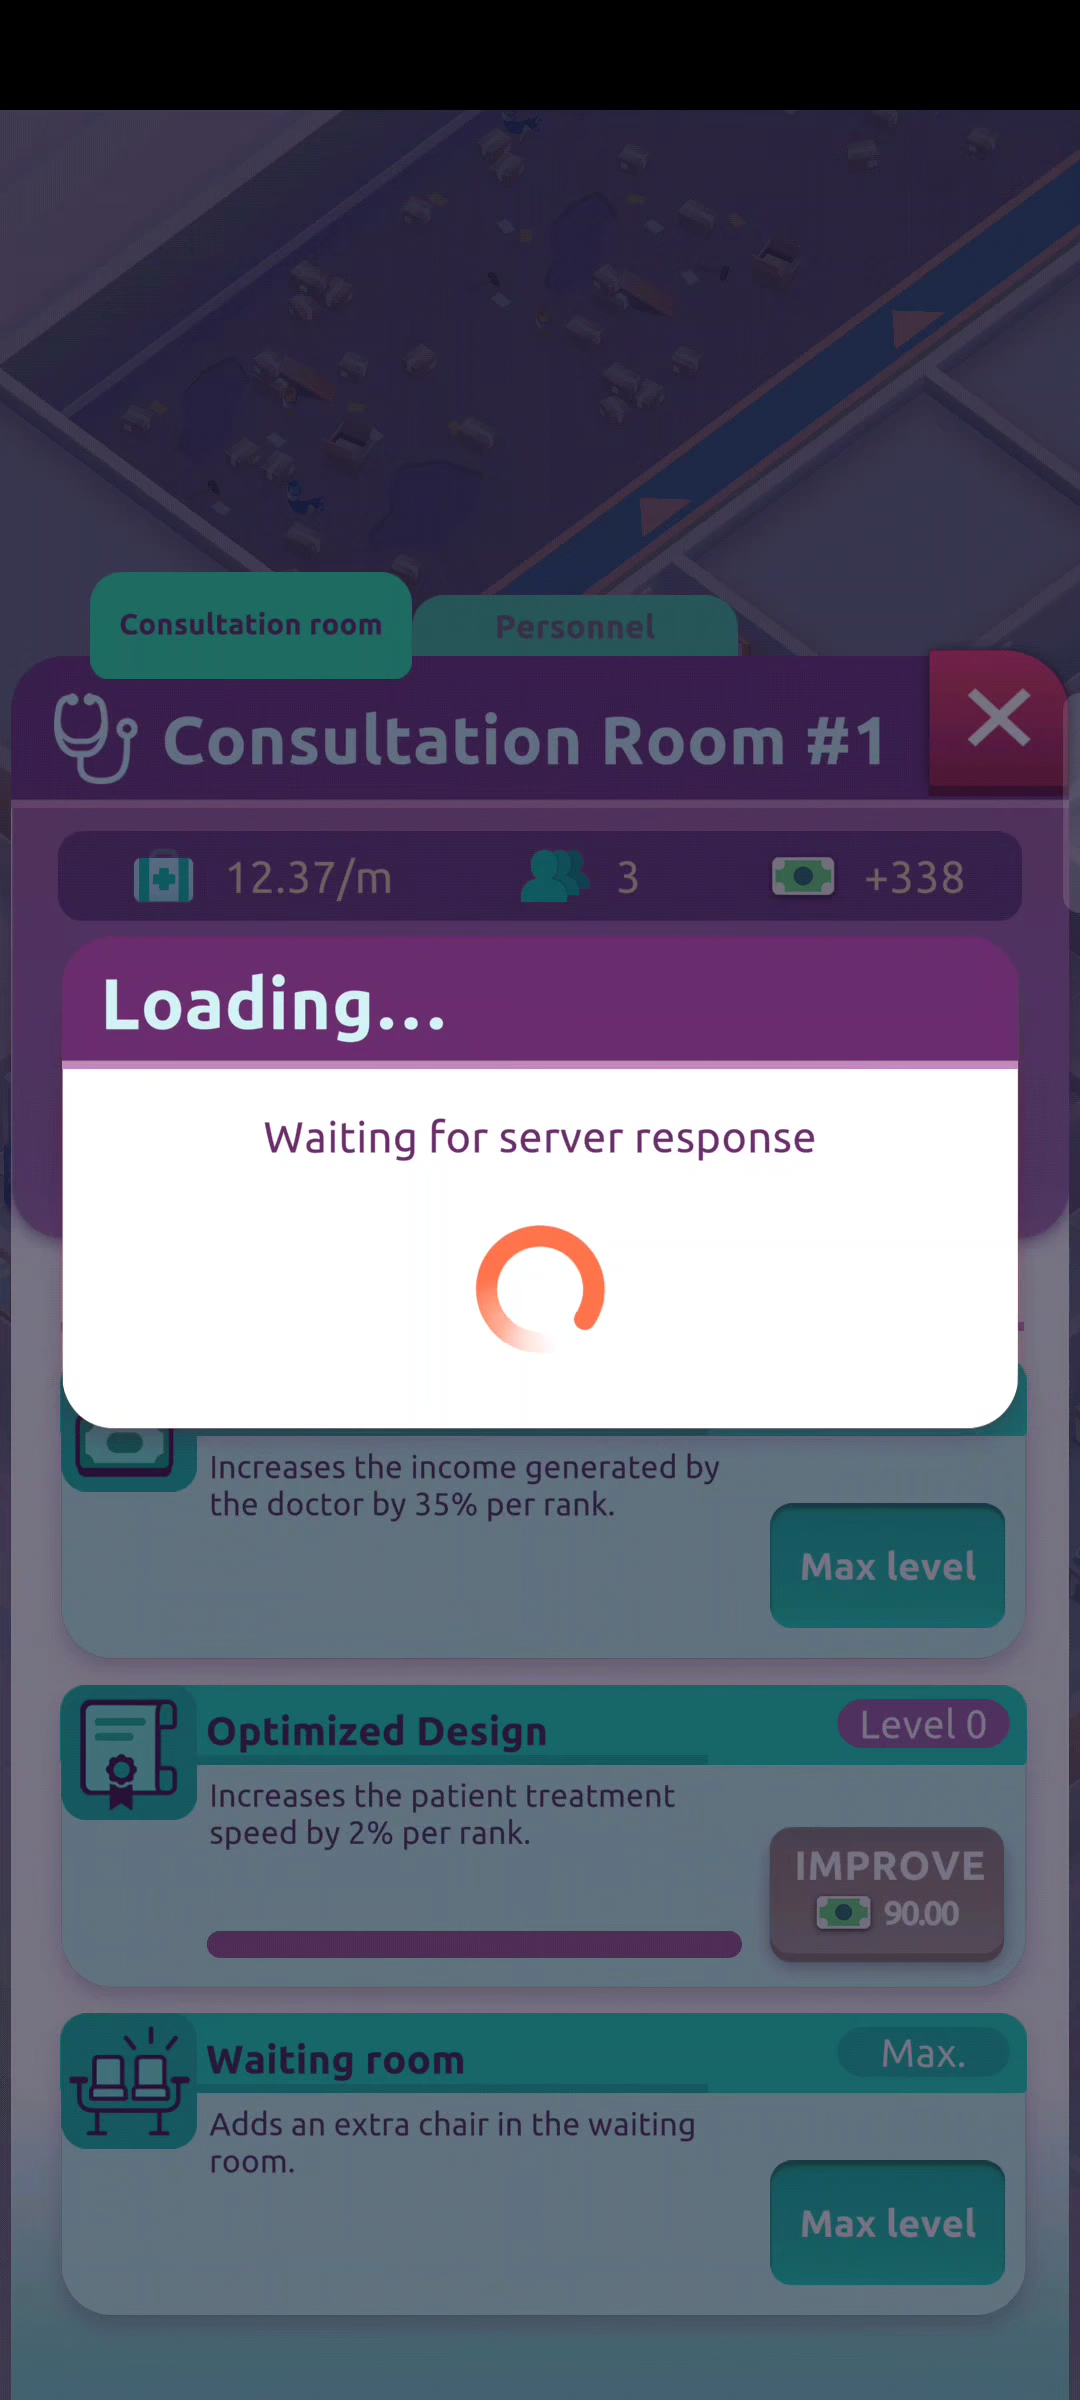 Consultation room
Personnel
Consultation Room #1
12.37/m
3
+338
Loading...
Waiting for server response
Increases the income generated by
the doctor by 35% per rank.
Max level
Optimized Design
Level 0
Increases the patient treatment
speed by 2% per rank.
IMPROVE
90.00
Waiting room
Max.
Adds an extra chair in the waiting
room.
Max level